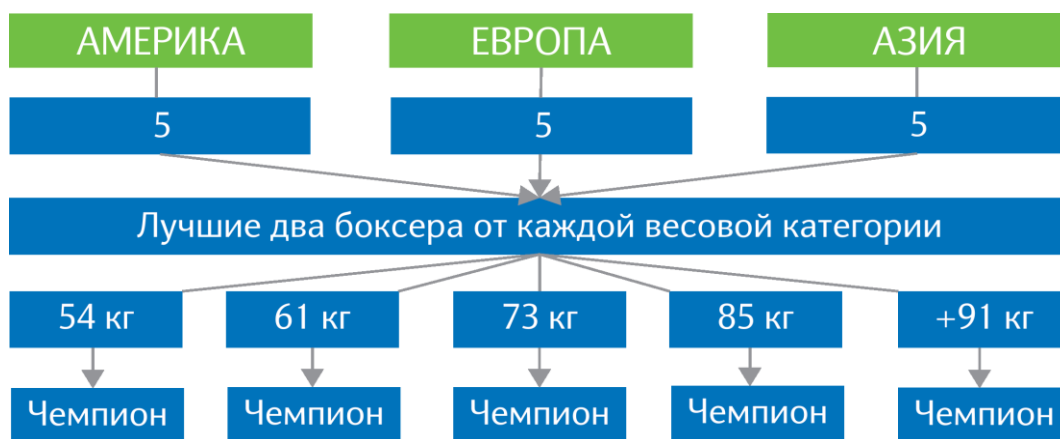 АМЕРИКА
ЕВРОПА
АЗИЯ
5
5
5
Лучшие два боксера от каждой весовой категории
54 кг
61 кг
73 кг
85 кг
+91 кг
Чемпион
Чемпион
Чемпион
Чемпион
Чемпион